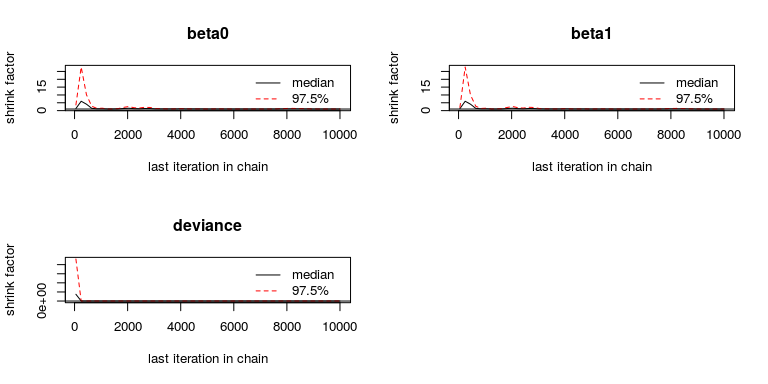 beta0
shrink factor
15
0
median
97.5%
0 2000 4000 6000 8000 10000
last iteration in chain
beta1
shrink factor
15
0
median
97.5%
0 2000 4000 6000 8000 10000
last iteration in chain
deviance
shrink factor
0e+00
median
97.5%
0 2000 4000 6000 8000 10000
last iteration in chain